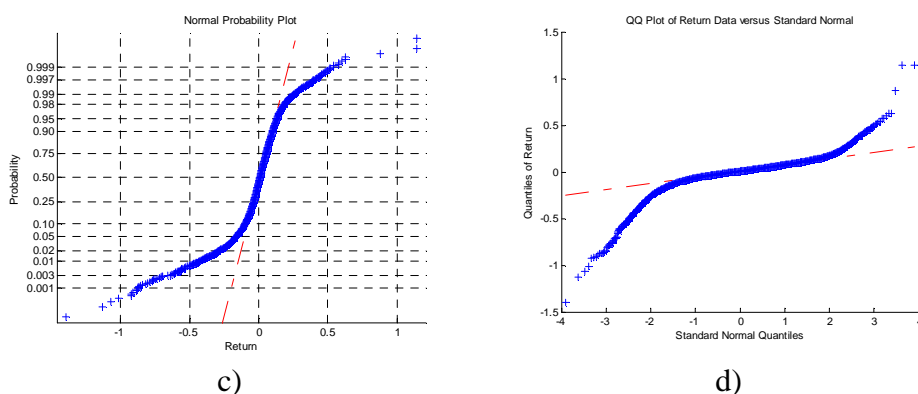 Normal Probability Plot
0.999
0.997
0.99
0.98
0.95
0.90
0.75
0.50
0.25
0.10
0.05
0.02
0.01
0.003
0.001
Probability
-1 -0.5 0 0.5 1
Return
c)
QQ Plot of Return Data versus Standard Normal
1.5
1
0.5
0
-0.5
-1
-1.5
Quantiles of Return
-4 -3 -2 -1 0 1 2 3 4
Standard Normal Quantiles
d)